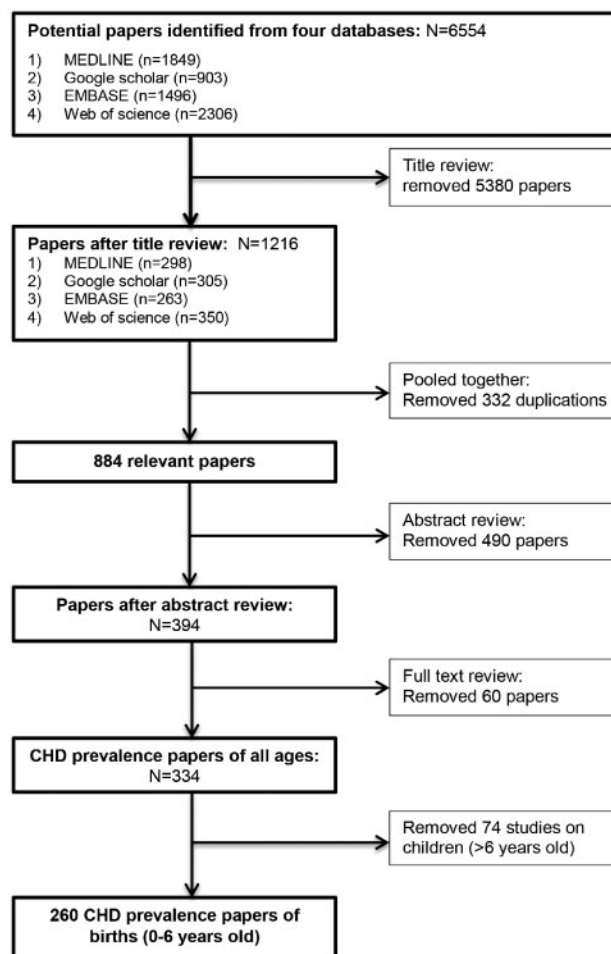 Potential papers identified from four databases: N=6554
1) MEDLINE (n=1849)
2) Google scholar (n=903)
3) EMBASE (n=1496)
4) Web of science (n=2306)
Title review:
removed 5380 papers
Papers after title review: N=1216
1) MEDLINE (n=298)
2) Google scholar (n=305)
3) EMBASE (n=263)
4) Web of science (n=350)
Pooled together:
Removed 332 duplications
884 relevant papers
Abstract review:
Removed 490 papers
Papers after abstract review:
N=394
Full text review:
Removed 60 papers
CHD prevalence papers of all ages:
N=334
Removed 74 studies on
children (>6 years old)
260 CHD prevalence papers of
births (0-6 years old)